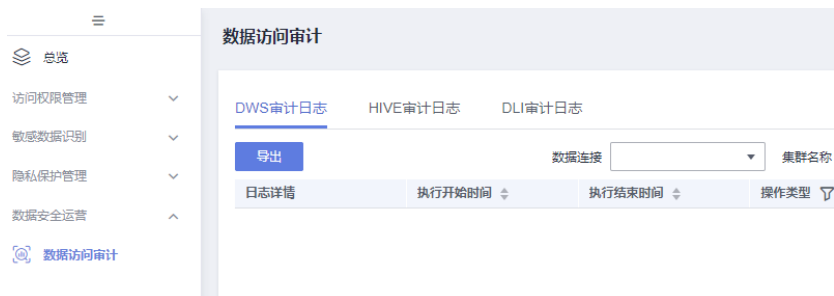 总览
访问权限管理
敏感数据识别
隐私保护管理
数据安全运营
数据访问审计
数据访问审计
DWS审计日志 HIVE审计日志 DLI审计日志
导出 数据连接 集群名称
日志详情 执行开始时间 执行结束时间 操作类型